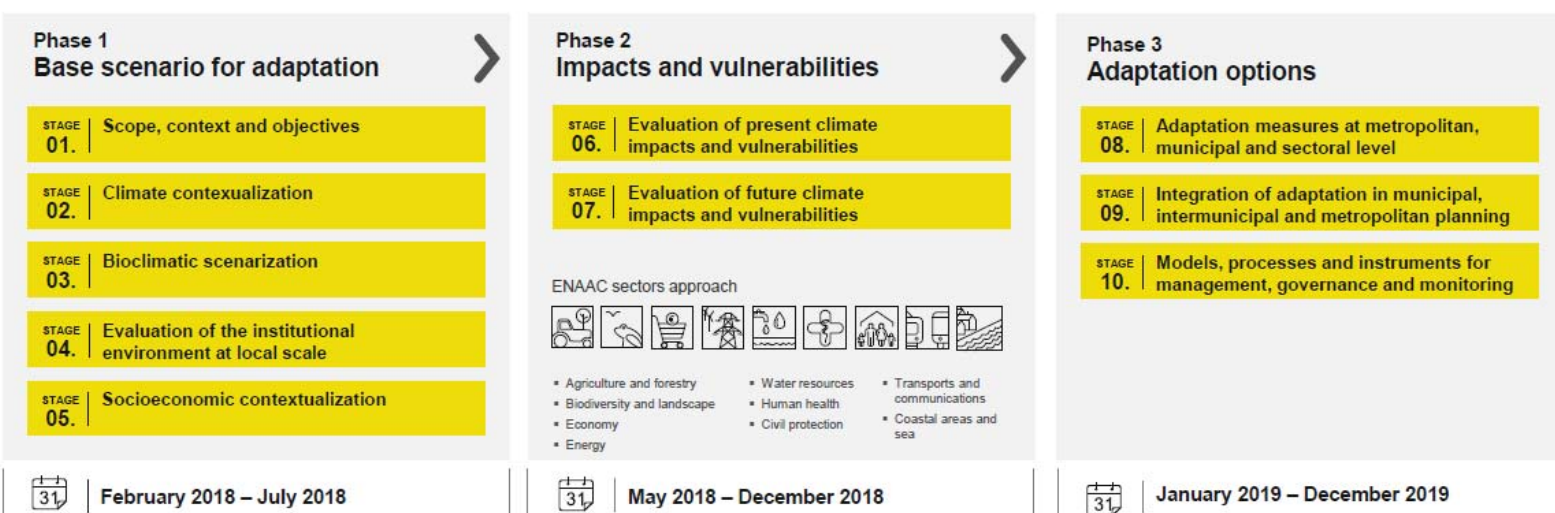 Phase 1
Base scenario for adaptation
STAGE 01. Scope, context and objectives
STAGE 02. Climate contexualization
STAGE 03. Bioclimatic scenarization
STAGE 04. Evaluation of the institutional
environment at local scale
STAGE 05. Socioeconomic contextualization
31
February 2018 – July 2018
Phase 2
Impacts and vulnerabilities
STAGE 06. Evaluation of present climate
impacts and vulnerabilities
STAGE 07. Evaluation of future climate
impacts and vulnerabilities
ENAAC sectors approach
▪ Agriculture and forestry
▪ Biodiversity and landscape
▪ Economy
▪ Energy
▪ Water resources
▪ Human health
▪ Civil protection
▪ Transports and
communications
▪ Coastal areas and
sea
31
May 2018 – December 2018
Phase 3
Adaptation options
STAGE 08. Adaptation measures at metropolitan,
municipal and sectoral level
STAGE 09. Integration of adaptation in municipal,
intermunicipal and metropolitan planning
STAGE 10. Models, processes and instruments for
management, governance and monitoring
31
January 2019 – December 2019